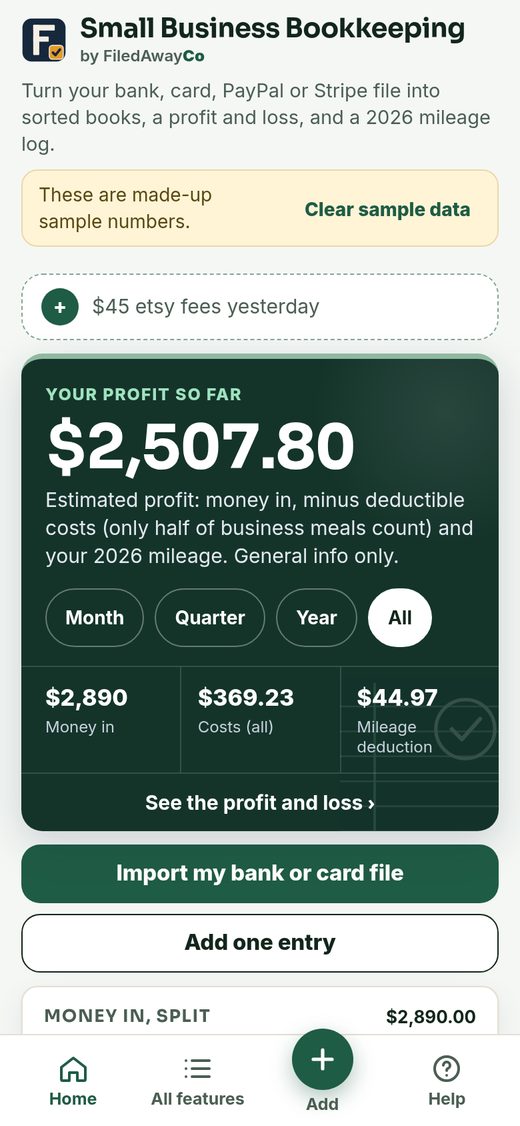 Small Business Bookkeeping
by FiledAwayCo
Turn your bank, card, PayPal or Stripe file into
sorted books, a profit and loss, and a 2026 mileage
log.
These are made-up
sample numbers.
Clear sample data
+ $45 etsy fees yesterday
YOUR PROFIT SO FAR
$2,507.80
Estimated profit: money in, minus deductible
costs (only half of business meals count) and
your 2026 mileage. General info only.
Month Quarter Year All
$2,890 $369.23 $44.97
Money in Costs (all) Mileage
deduction
See the profit and loss ›
Import my bank or card file
Add one entry
MONEY IN, SPLIT $2,890.00
Home All features Add Help